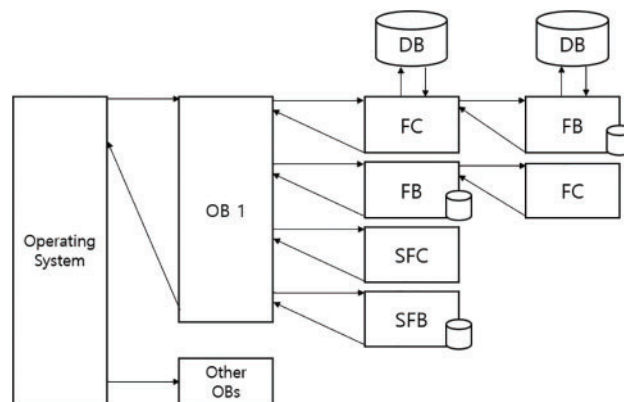 DB
DB
FC
FB
FB
FC
OB 1
Operating
System
SFC
SFB
Other
OBs